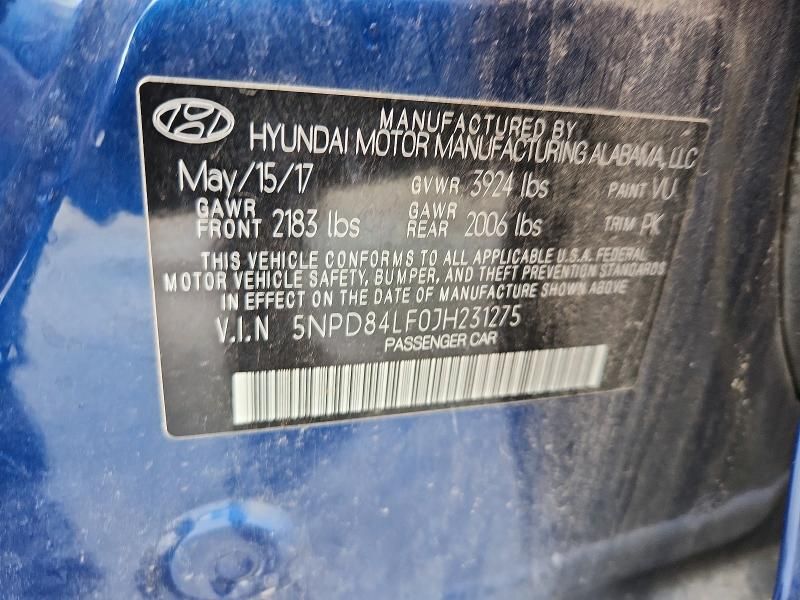 MANUFACTURED BY
HYUNDAI MOTOR MANUFACTURING ALABAMA, LLC
May/15/17 GVWR 3924 lbs PAINT VU
GAWR FRONT 2183 lbs GAWR REAR 2006 lbs TRIM PK
THIS VEHICLE CONFORMS TO ALL APPLICABLE U.S.A. FEDERAL
MOTOR VEHICLE SAFETY, BUMPER, AND THEFT PREVENTION STANDARDS
IN EFFECT ON THE DATE OF MANUFACTURE SHOWN ABOVE
V.I.N 5NPD84LF0JH231275
PASSENGER CAR